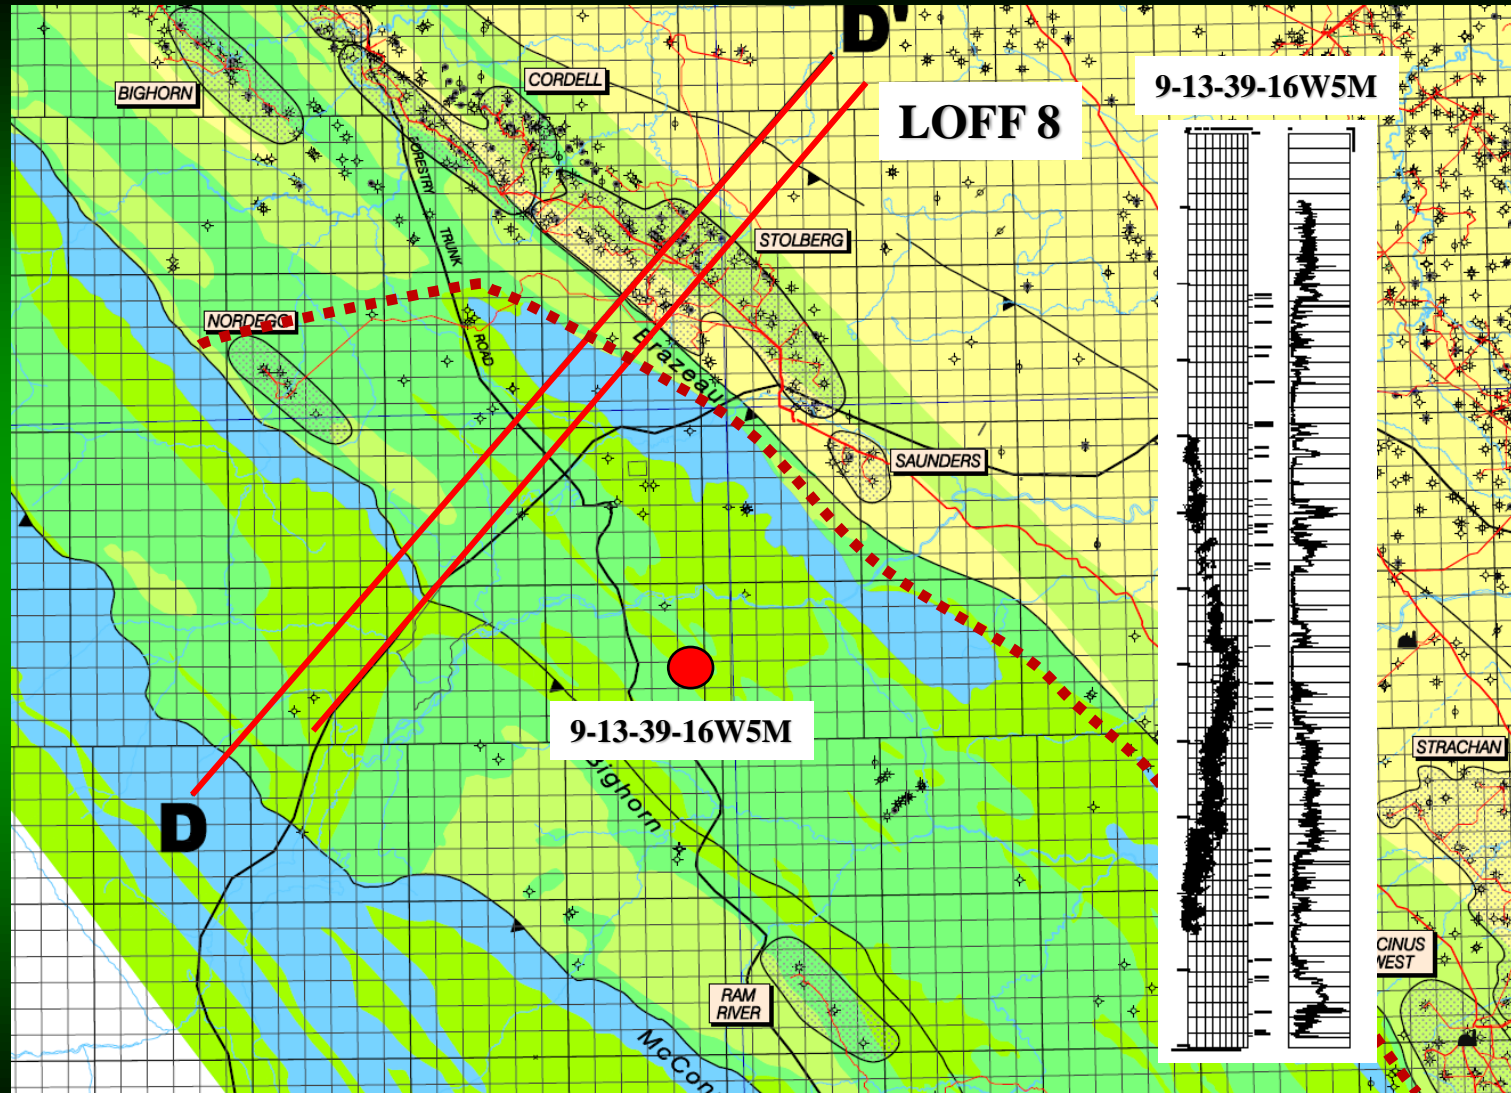 D'
BIGHORN
CORDELL
9-13-39-16W5M
LOFF 8
FORESTRY
TRUNK
ROAD
STOLBERG
NORDEGG
Brazeau
SAUNDERS
9-13-39-16W5M
Bighorn
STRACHAN
D
CINUS
WEST
RAM
RIVER
McCon